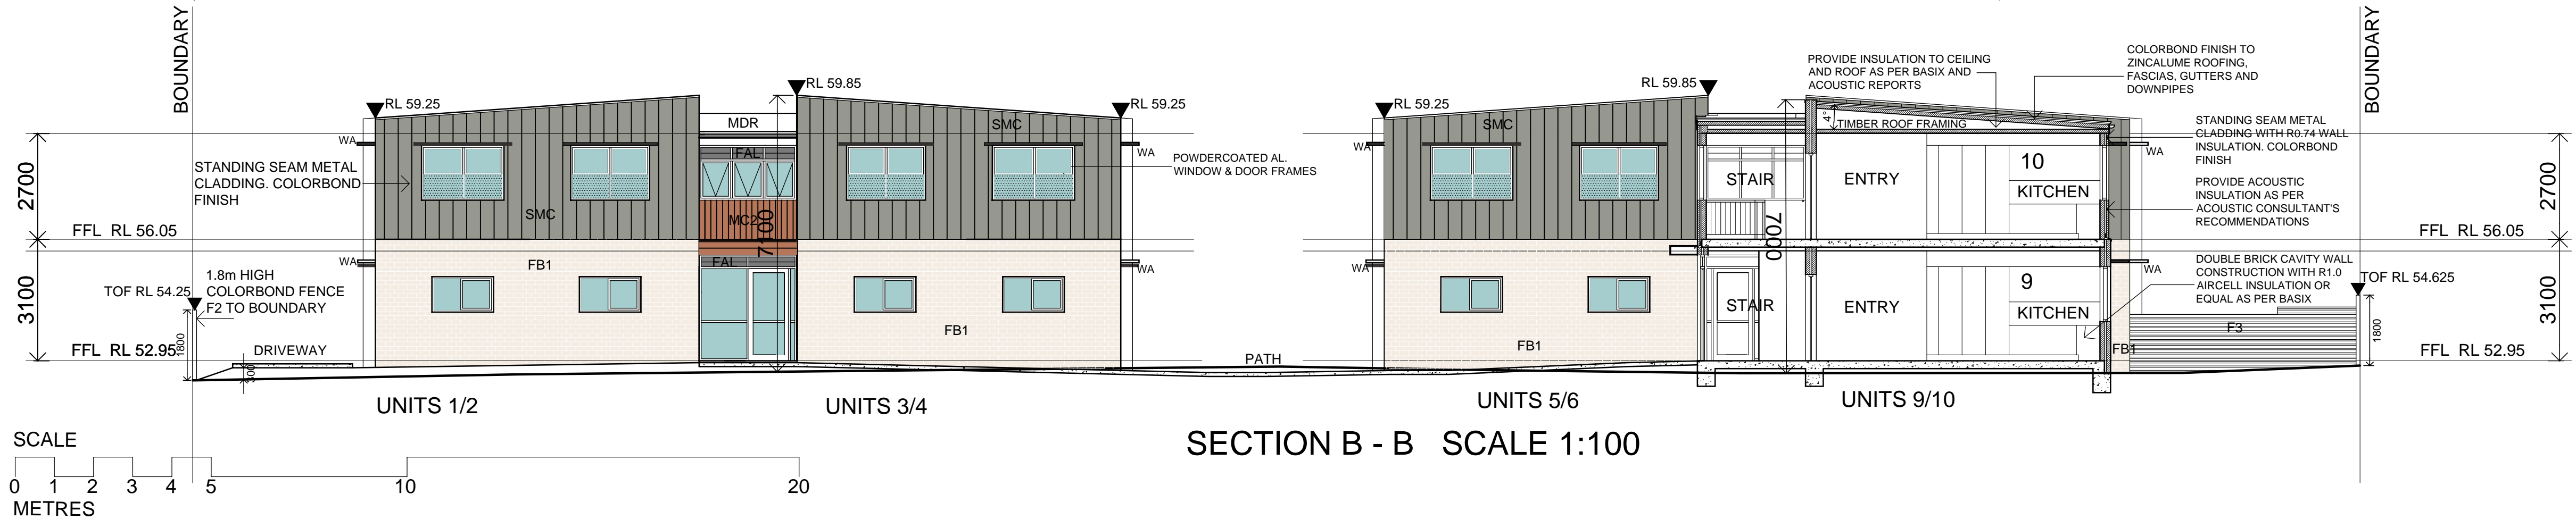 BOUNDARY
BOUNDARY
RL 59.25
RL 59.85
RL 59.25
RL 59.25
RL 59.85
PROVIDE INSULATION TO CEILING
AND ROOF AS PER BASIX AND
ACOUSTIC REPORTS
COLORBOND FINISH TO
ZINCALUME ROOFING,
FASCIAS, GUTTERS AND
DOWNPIPES
MDR
SMC
SMC
4°
TIMBER ROOF FRAMING
STANDING SEAM METAL
CLADDING WITH R0.74 WALL
INSULATION. COLORBOND
FINISH
WA
WA
WA
WA
FAL
STANDING SEAM METAL
CLADDING. COLORBOND
FINISH
POWDERCOATED AL.
WINDOW & DOOR FRAMES
2700
2700
STAIR
ENTRY
10
KITCHEN
PROVIDE ACOUSTIC
INSULATION AS PER
ACOUSTIC CONSULTANT'S
RECOMMENDATIONS
SMC
MC2
7100
7000
FFL RL 56.05
FFL RL 56.05
WA
WA
WA
WA
FB1
FAL
DOUBLE BRICK CAVITY WALL
CONSTRUCTION WITH R1.0
AIRCELL INSULATION OR
EQUAL AS PER BASIX
1.8m HIGH
COLORBOND FENCE
F2 TO BOUNDARY
TOF RL 54.25
TOF RL 54.625
3100
3100
STAIR
ENTRY
9
KITCHEN
FB1
FB1
FB1
F3
1800
1800
FFL RL 52.95
FFL RL 52.95
DRIVEWAY
300
PATH
UNITS 1/2
UNITS 3/4
UNITS 5/6
UNITS 9/10
SECTION B - B SCALE 1:100
SCALE
0 1 2 3 4 5 10 20
METRES